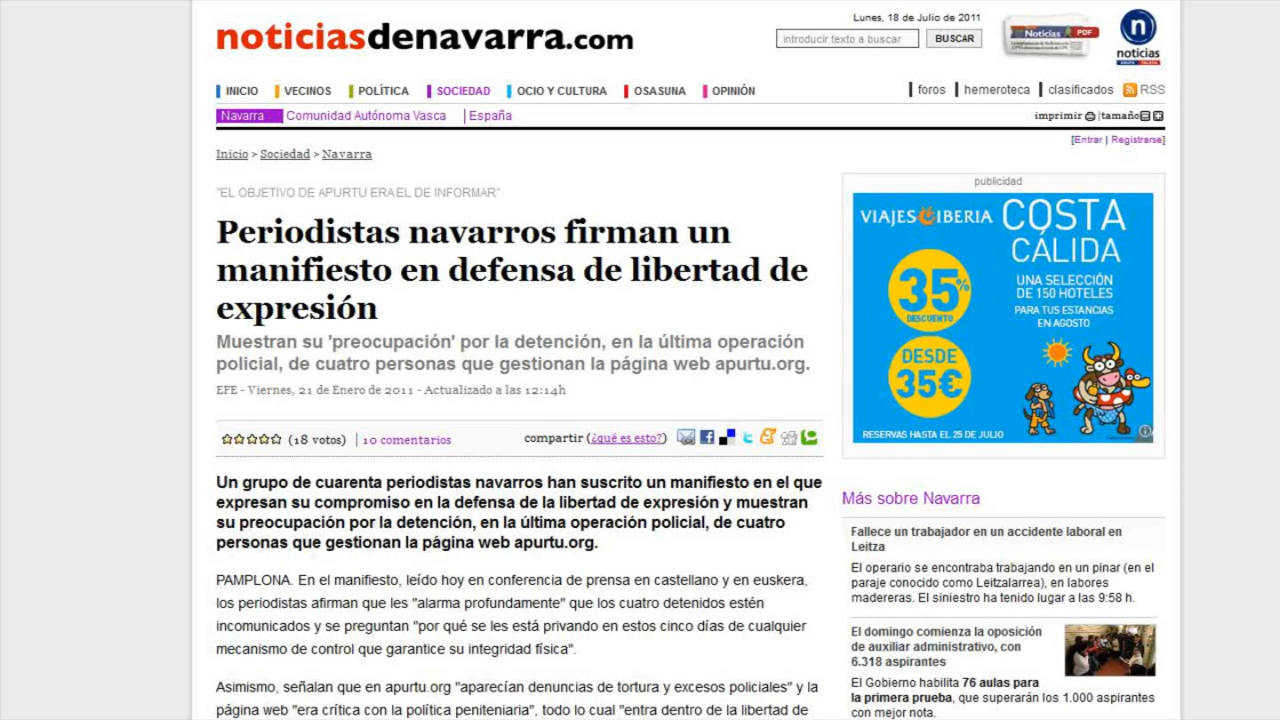 noticiasdenavarra.com
Lunes, 18 de Julio de 2011
introducir texto a buscar
BUSCAR
Noticias PDF
n
noticias
INICIO
VECINOS
POLÍTICA
SOCIEDAD
OCIO Y CULTURA
OSASUNA
OPINIÓN
foros
hemeroteca
clasificados
RSS
Navarra
Comunidad Autónoma Vasca
España
imprimir | tamaño
[Entrar | Registrarse]
Inicio > Sociedad > Navarra
"EL OBJETIVO DE APURTU ERA EL DE INFORMAR"
Periodistas navarros firman un
manifiesto en defensa de libertad de
expresión
Muestran su 'preocupación' por la detención, en la última operación
policial, de cuatro personas que gestionan la página web apurtu.org.
EFE - Viernes, 21 de Enero de 2011 - Actualizado a las 12:14h
(18 votos) | 10 comentarios
compartir (¿qué es esto?)
Un grupo de cuarenta periodistas navarros han suscrito un manifiesto en el que
expresan su compromiso en la defensa de la libertad de expresión y muestran
su preocupación por la detención, en la última operación policial, de cuatro
personas que gestionan la página web apurtu.org.
PAMPLONA. En el manifiesto, leído hoy en conferencia de prensa en castellano y en euskera,
los periodistas afirman que les "alarma profundamente" que los cuatro detenidos estén
incomunicados y se preguntan "por qué se les está privando en estos cinco días de cualquier
mecanismo de control que garantice su integridad física".
Asimismo, señalan que en apurtu.org "aparecían denuncias de tortura y excesos policiales" y la
página web "era crítica con la política penitenciaria", todo lo cual "entra dentro de la libertad de
publicidad
VIAJES IBERIA
COSTA
CÁLIDA
35%
DESCUENTO
UNA SELECCIÓN
DE 150 HOTELES
PARA TUS ESTANCIAS
EN AGOSTO
DESDE
35€
RESERVAS HASTA EL 25 DE JULIO
Más sobre Navarra
Fallece un trabajador en un accidente laboral en
Leitza
El operario se encontraba trabajando en un pinar (en el
paraje conocido como Leitzalarrea), en labores
madereras. El siniestro ha tenido lugar a las 9:58 h.
El domingo comienza la oposición
de auxiliar administrativo, con
6.318 aspirantes
El Gobierno habilita 76 aulas para
la primera prueba, que superarán los 1.000 aspirantes
con mejor nota.